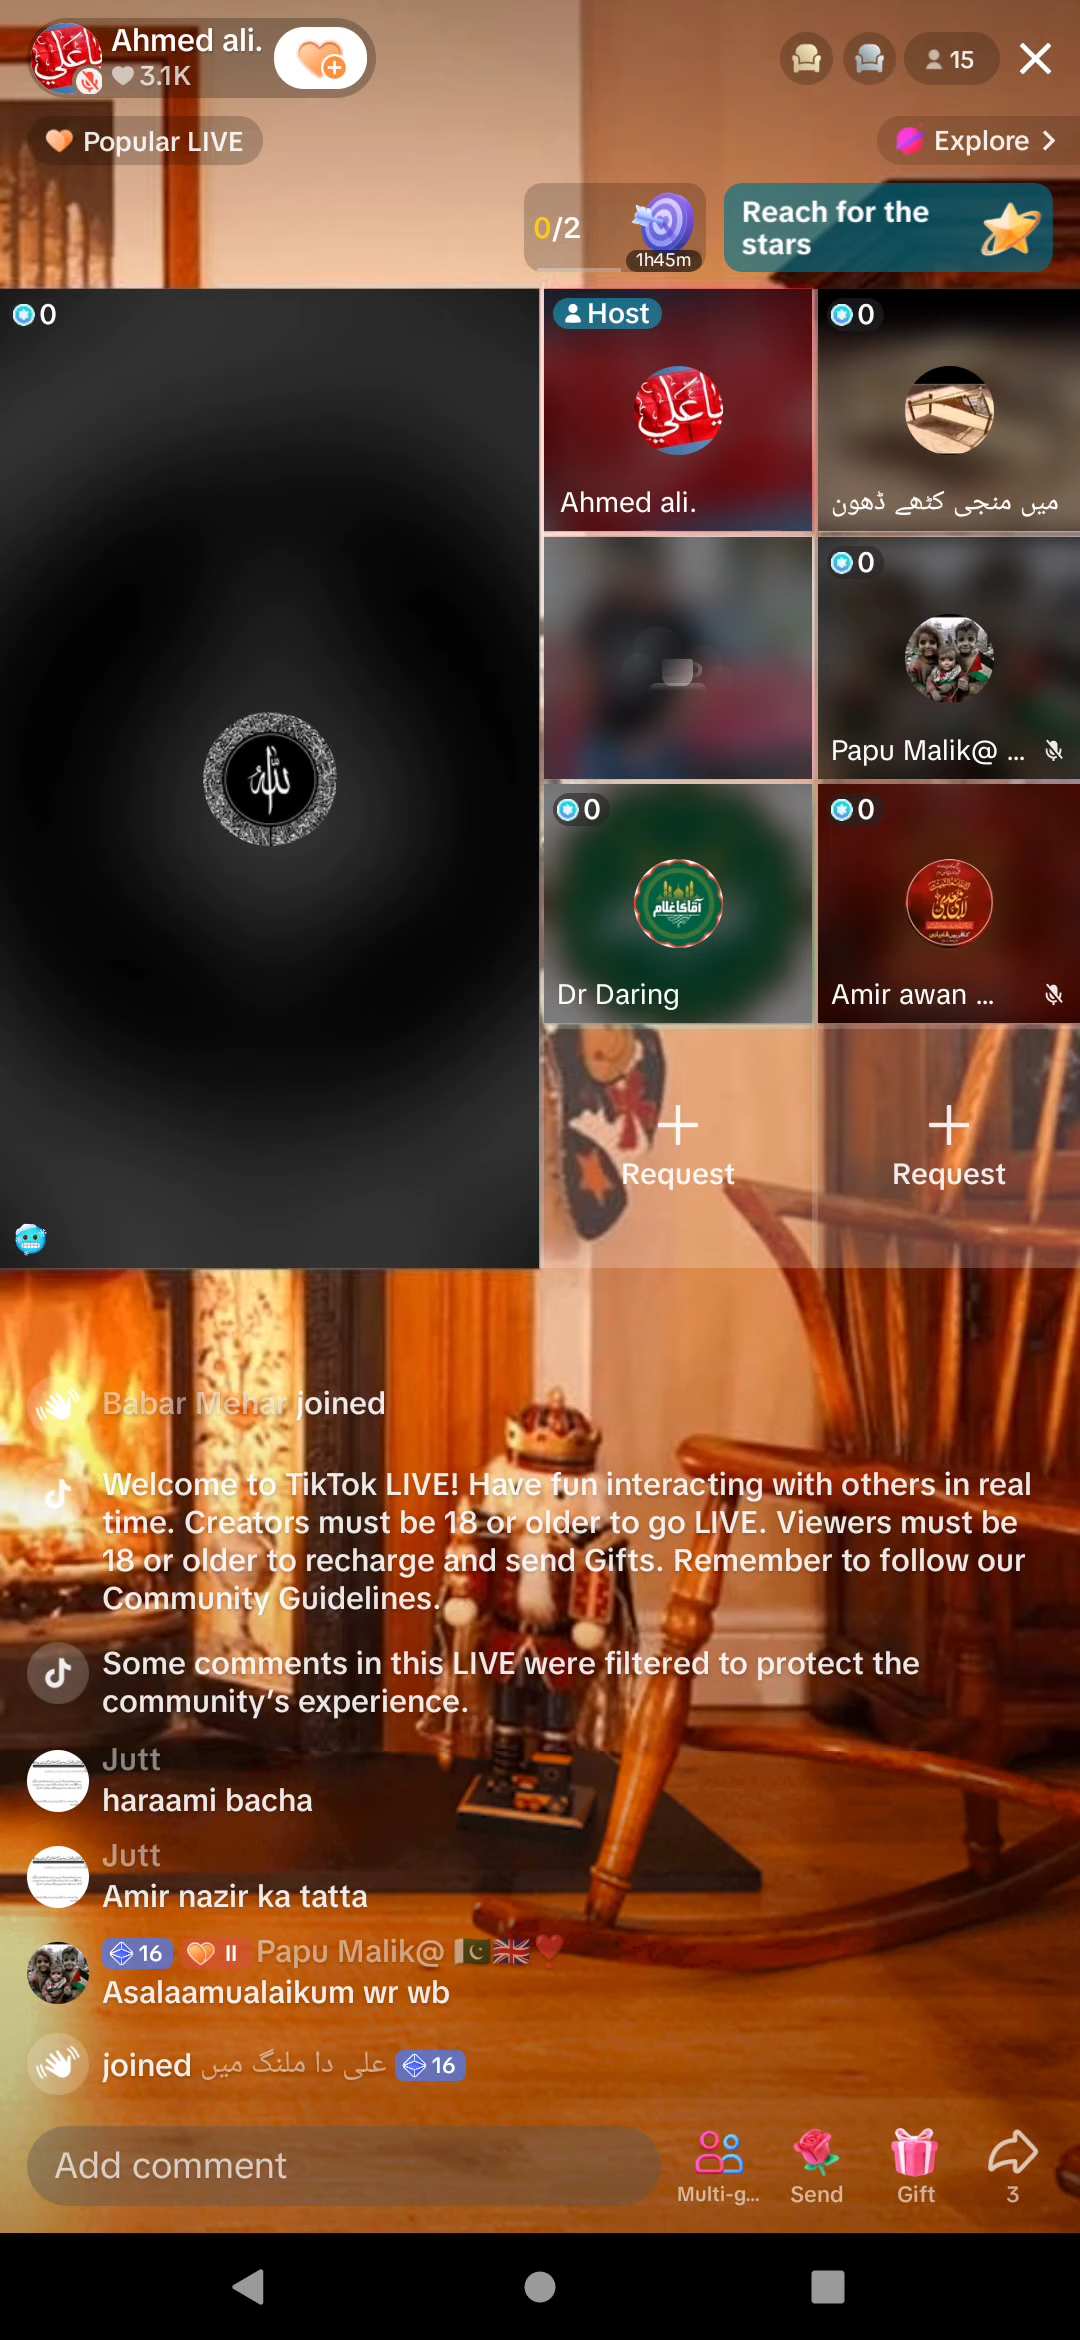 Ahmed ali.
3.1K
15
Popular LIVE
Explore
0/2
1h45m
Reach for the
stars
0
Host
0
ياعلي
Ahmed ali.
میں منجی کٹھے ڈھون
الله
0
Papu Malik@ ...
0
0
آقا کا غلام
Dr Daring
Amir awan ...
Request
Request
Babar Mehar joined
Welcome to TikTok LIVE! Have fun interacting with others in real
time. Creators must be 18 or older to go LIVE. Viewers must be
18 or older to recharge and send Gifts. Remember to follow our
Community Guidelines.
Some comments in this LIVE were filtered to protect the
community's experience.
Jutt
haraami bacha
Jutt
Amir nazir ka tatta
16 II Papu Malik@ 🇵🇰🇬🇧❤️
Asalaamualaikum wr wb
joined علی دا ملنگ میں 16
Add comment
Multi-g...
Send
Gift
3